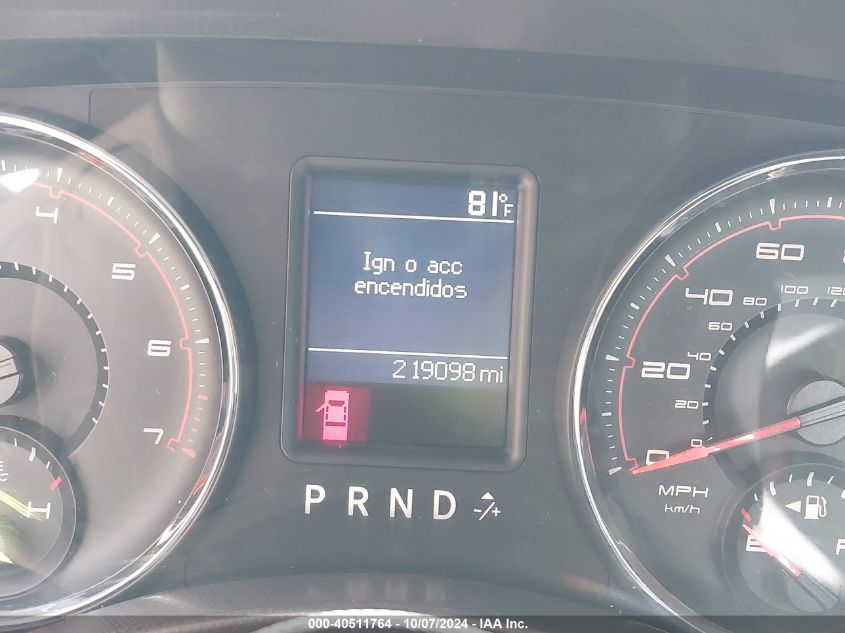 81°F
Ign o acc
encendidos
219098 mi
4
5
6
7
H
P R N D -/+
0
20
40
60
0
20
40
60
80
100
120
MPH
km/h
E
F
000-40511764 - 10/07/2024 - IAA Inc.